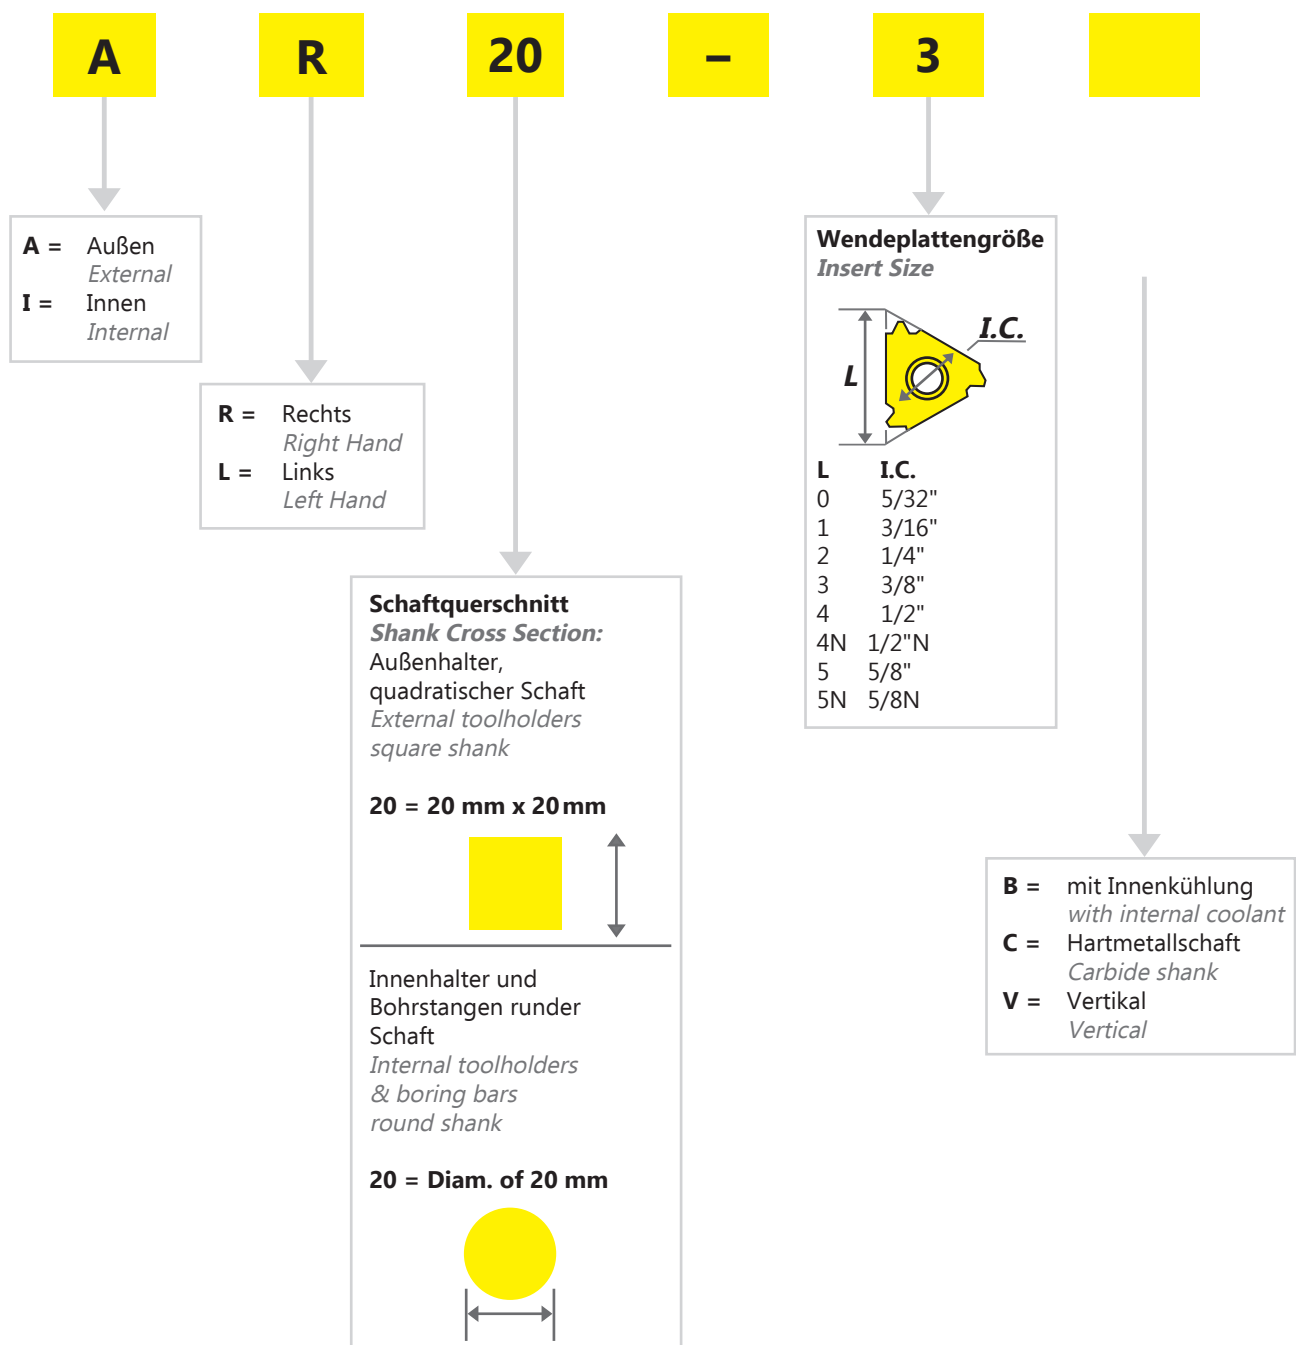 A R 20 – 3
A = Außen
External
I = Innen
Internal
R = Rechts
Right Hand
L = Links
Left Hand
Schaftquerschnitt
Shank Cross Section:
Außenhalter,
quadratischer Schaft
External toolholders
square shank
20 = 20 mm x 20 mm
Innenhalter und
Bohrstangen runder
Schaft
Internal toolholders
& boring bars
round shank
20 = Diam. of 20 mm
Wendeplattengröße
Insert Size
I.C.
L
L I.C.
0 5/32"
1 3/16"
2 1/4"
3 3/8"
4 1/2"
4N 1/2"N
5 5/8"
5N 5/8N
B = mit Innenkühlung
with internal coolant
C = Hartmetallschaft
Carbide shank
V = Vertikal
Vertical